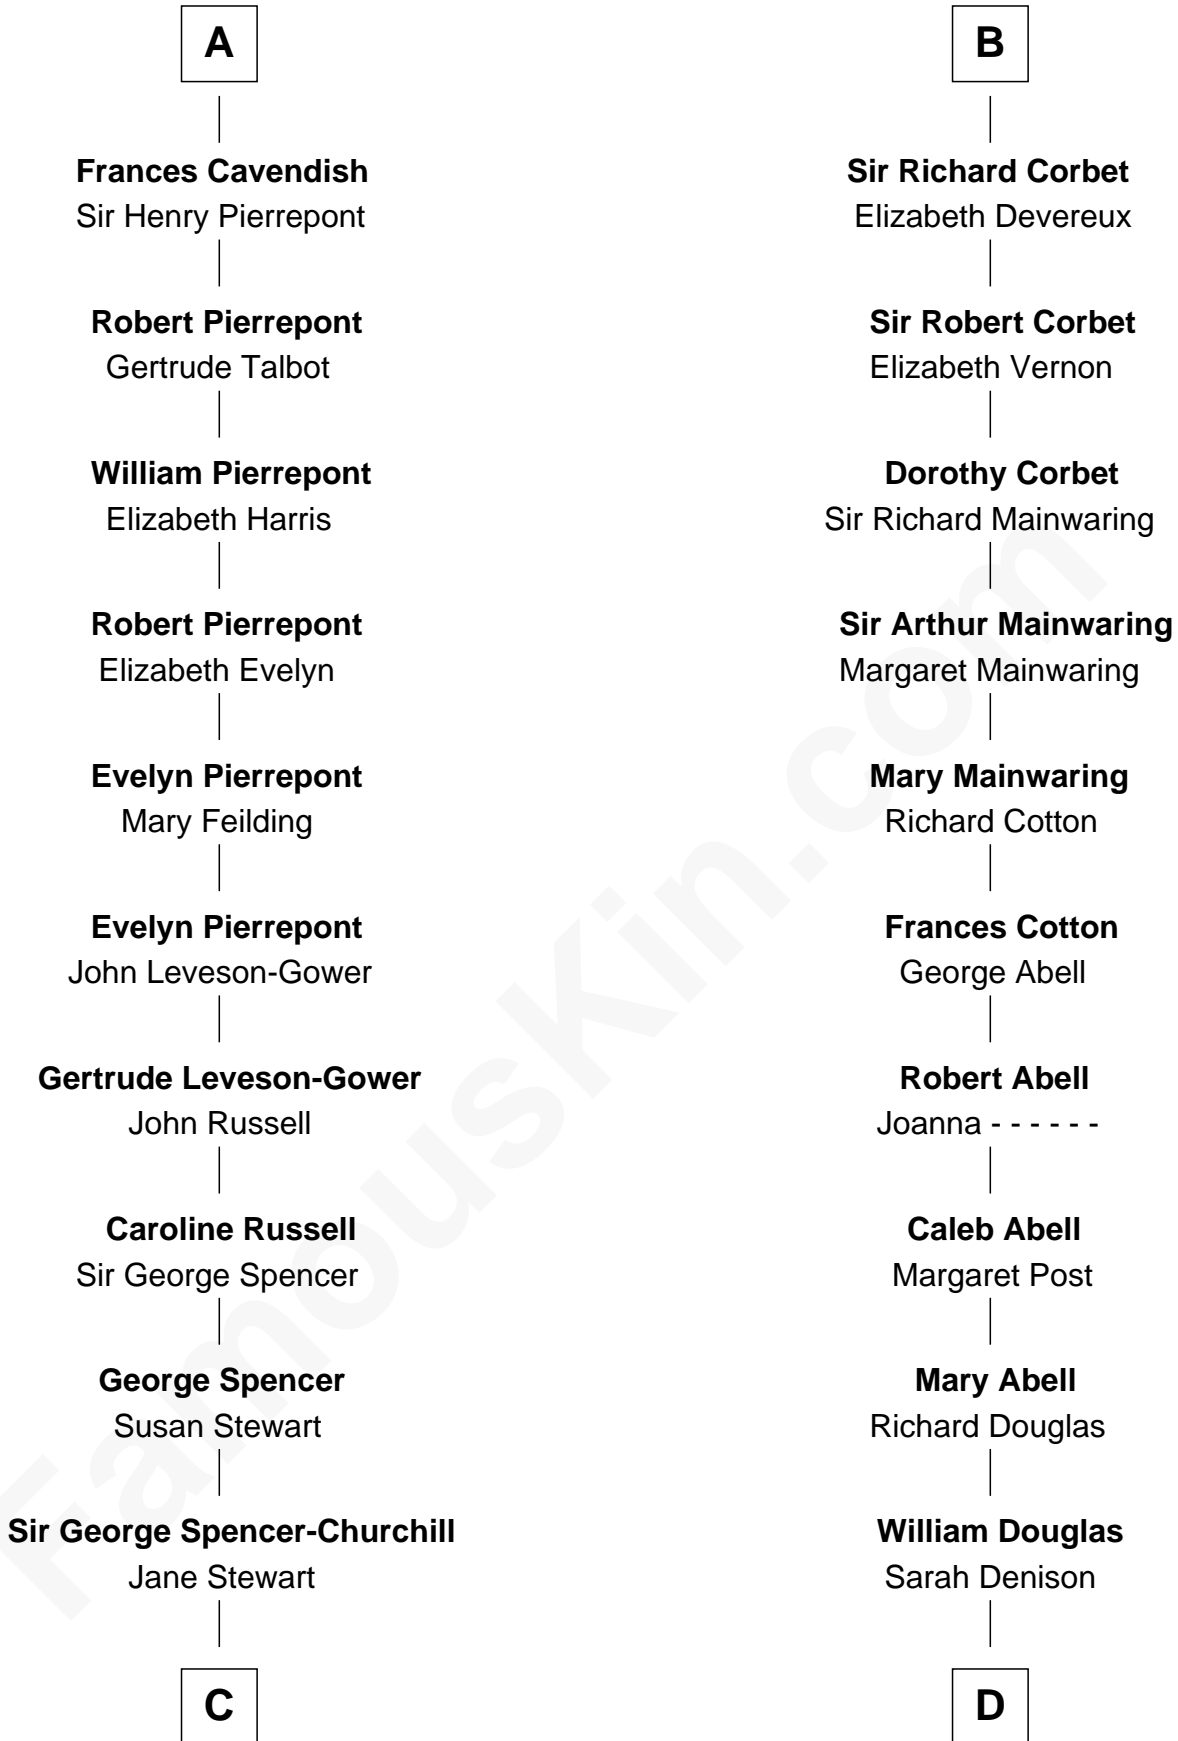 A
Frances Cavendish
Sir Henry Pierrepont
Robert Pierrepont
Gertrude Talbot
William Pierrepont
Elizabeth Harris
Robert Pierrepont
Elizabeth Evelyn
Evelyn Pierrepont
Mary Feilding
Evelyn Pierrepont
John Leveson-Gower
Gertrude Leveson-Gower
John Russell
Caroline Russell
Sir George Spencer
George Spencer
Susan Stewart
Sir George Spencer-Churchill
Jane Stewart
C
B
Sir Richard Corbet
Elizabeth Devereux
Sir Robert Corbet
Elizabeth Vernon
Dorothy Corbet
Sir Richard Mainwaring
Sir Arthur Mainwaring
Margaret Mainwaring
Mary Mainwaring
Richard Cotton
Frances Cotton
George Abell
Robert Abell
Joanna - - - - - -
Caleb Abell
Margaret Post
Mary Abell
Richard Douglas
William Douglas
Sarah Denison
D
FamousKin.com